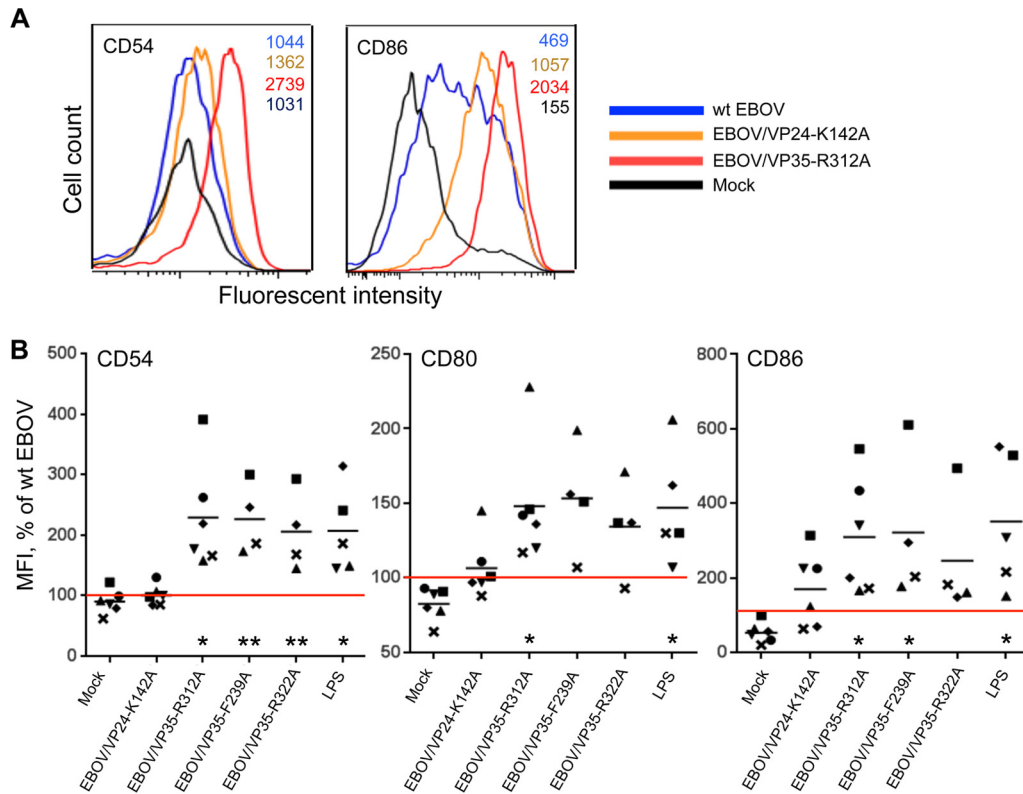 A
CD54
1044
1362
2739
1031
CD86
469
1057
2034
155
Cell count
Fluorescent intensity
wt EBOV
EBOV/VP24-K142A
EBOV/VP35-R312A
Mock
B
MFI, % of wt EBOV
CD54
500
400
300
200
100
0
* ** ** *
Mock
EBOV/VP24-K142A
EBOV/VP35-R312A
EBOV/VP35-F239A
EBOV/VP35-R322A
LPS
CD80
250
200
150
100
50
* *
Mock
EBOV/VP24-K142A
EBOV/VP35-R312A
EBOV/VP35-F239A
EBOV/VP35-R322A
LPS
CD86
800
600
400
200
0
* * *
Mock
EBOV/VP24-K142A
EBOV/VP35-R312A
EBOV/VP35-F239A
EBOV/VP35-R322A
LPS